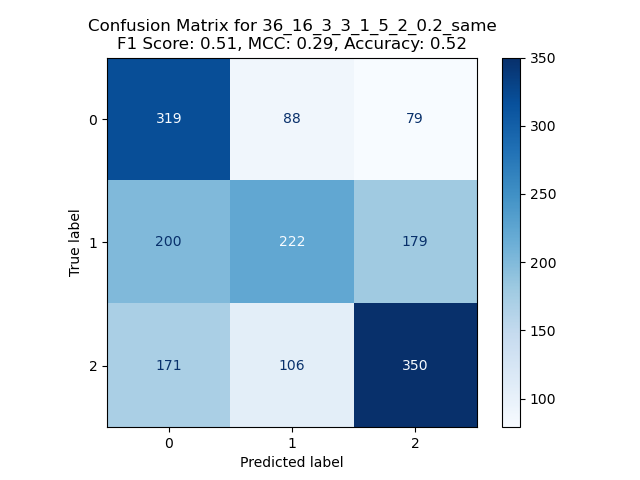 Confusion Matrix for 36_16_3_3_1_5_2_0.2_same
F1 Score: 0.51, MCC: 0.29, Accuracy: 0.52
350
0 319 88 79
300
250
True label
1 200 222 179
200
150
2 171 106 350
100
0 1 2
Predicted label